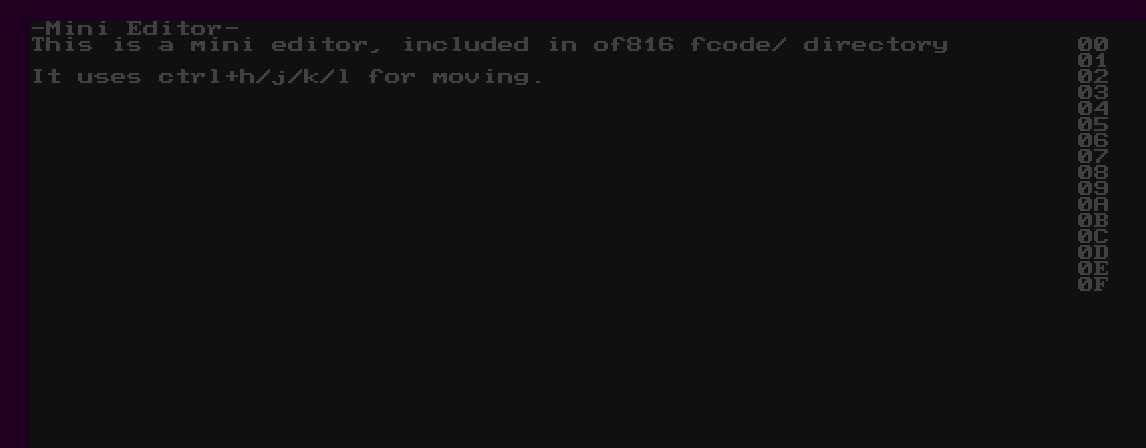 -Mini Editor-
This is a mini editor, included in of816 fcode/ directory 00
01
It uses ctrl+h/j/k/l for moving. 02
03
04
05
06
07
08
09
0A
0B
0C
0D
0E
0F